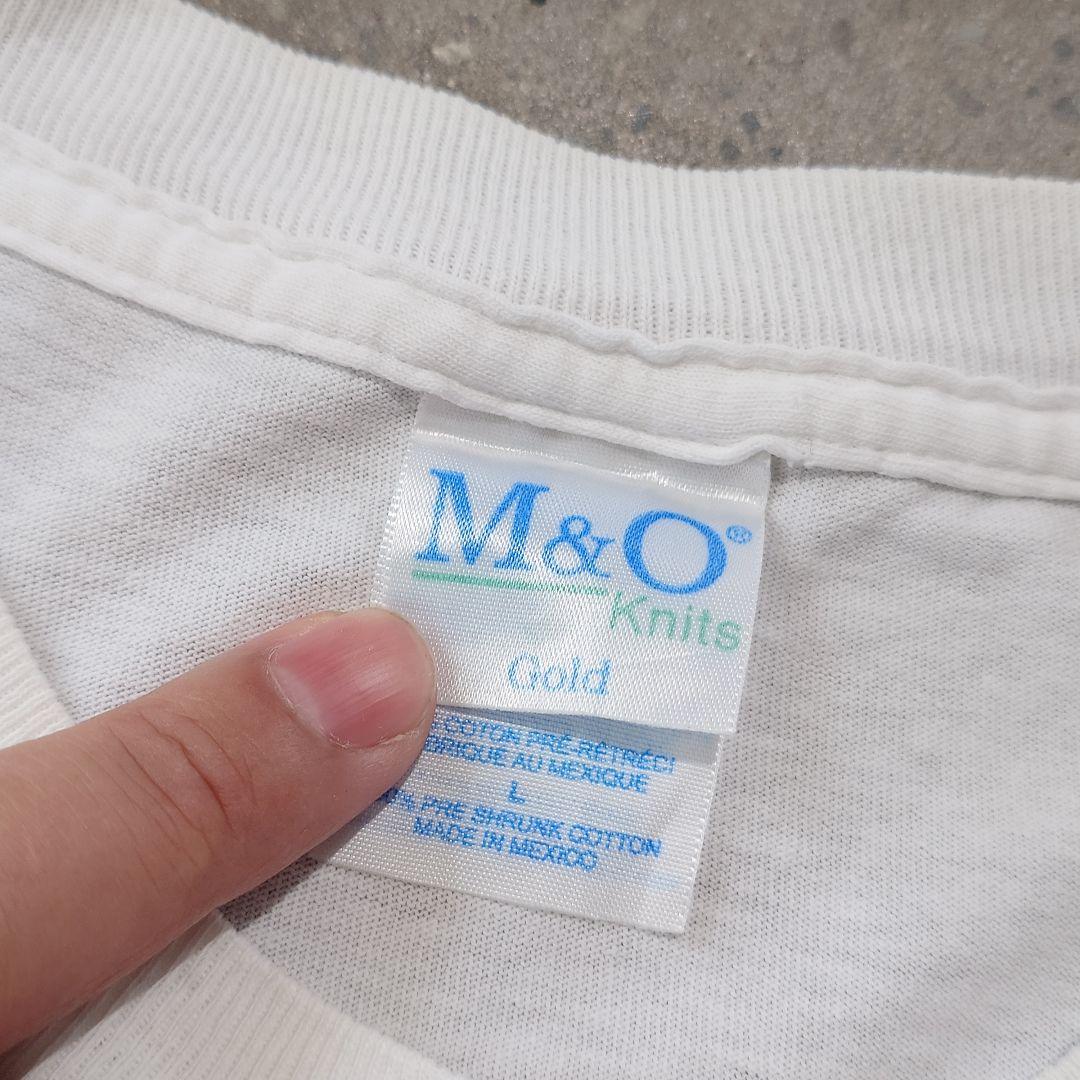 M&O®
Knits
Gold
COTON PRÉ RÉTRÉCI
AU MEXIQUE
L
PRE SHRUNK COTTON
MADE IN MEXICO